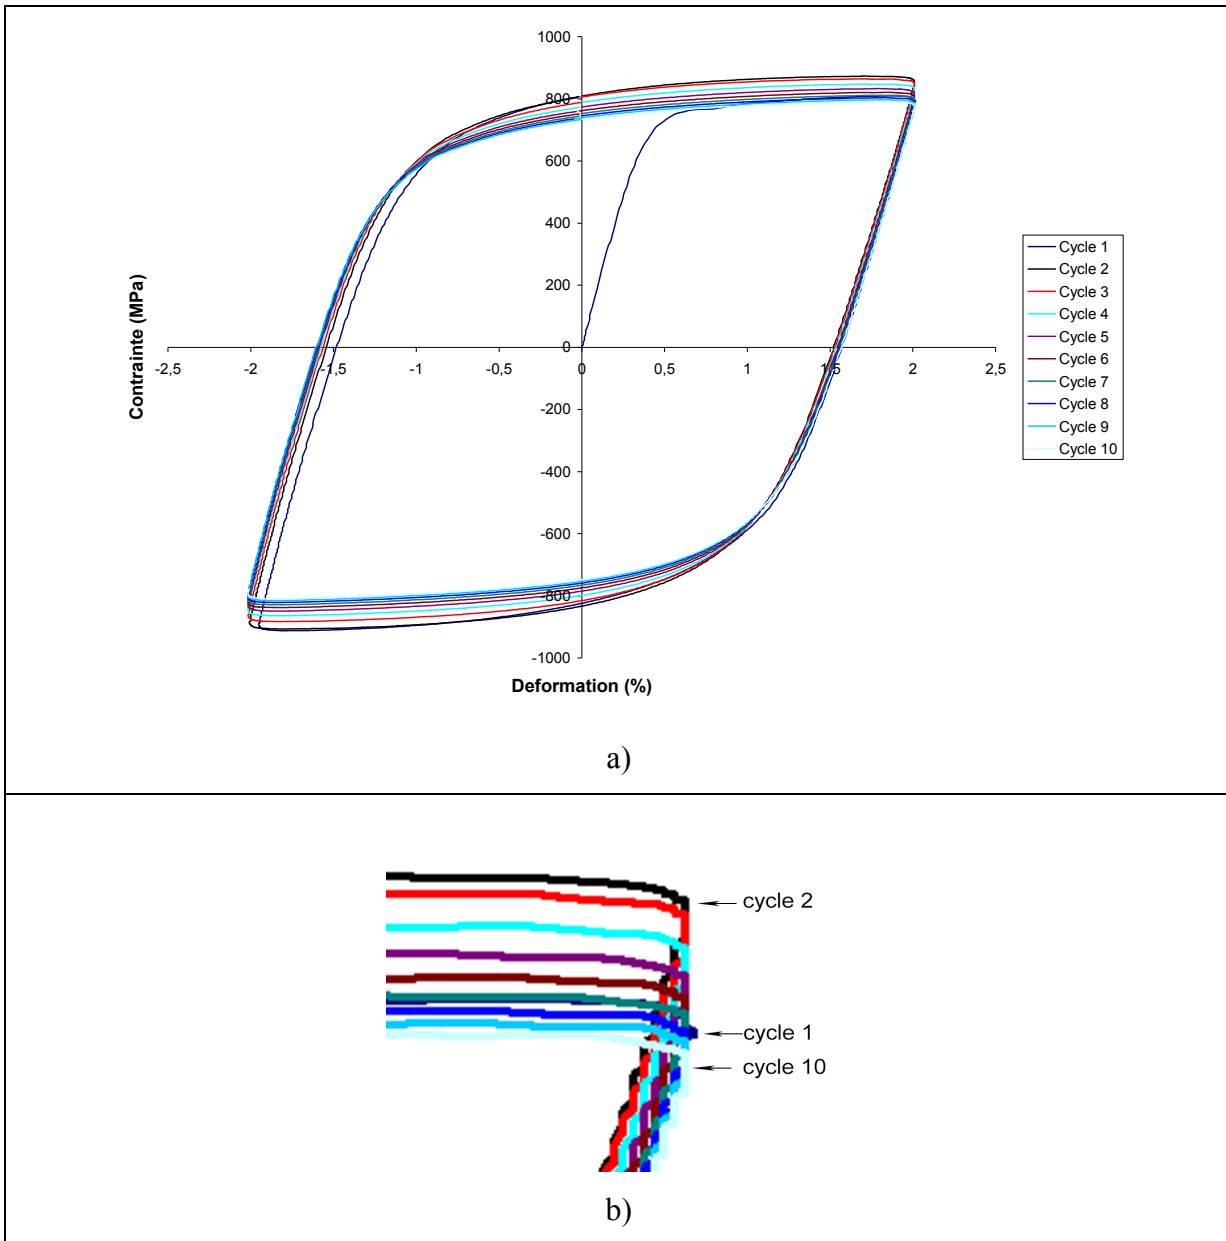 1000
800
600
400
200
0
-200
-400
-600
-800
-1000
-2,5
-2
-1,5
-1
-0,5
0
0,5
1
1,5
2
2,5
Contrainte (MPa)
Deformation (%)
Cycle 1
Cycle 2
Cycle 3
Cycle 4
Cycle 5
Cycle 6
Cycle 7
Cycle 8
Cycle 9
Cycle 10
a)
cycle 2
cycle 1
cycle 10
b)